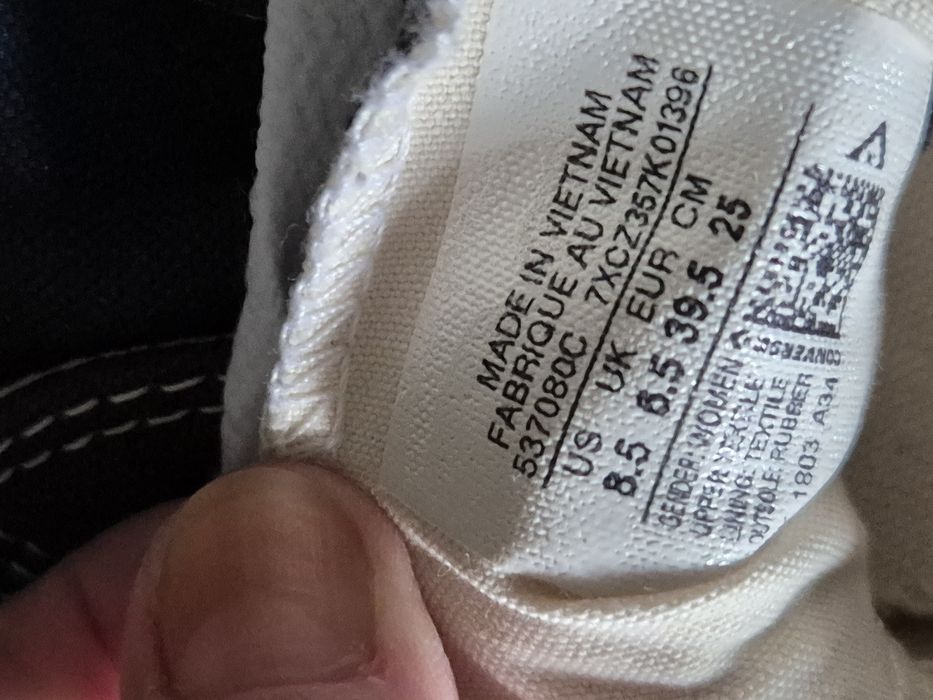 MADE IN VIETNAM
FABRIQUE AU VIETNAM
537080C 7XCZ357K01396
US UK EUR CM
8.5 6.5 39.5 25
GENDER: WOMEN
UPPER: TEXTILE
LINING: TEXTILE
OUTSOLE: RUBBER
1803 A34
CONVERSE